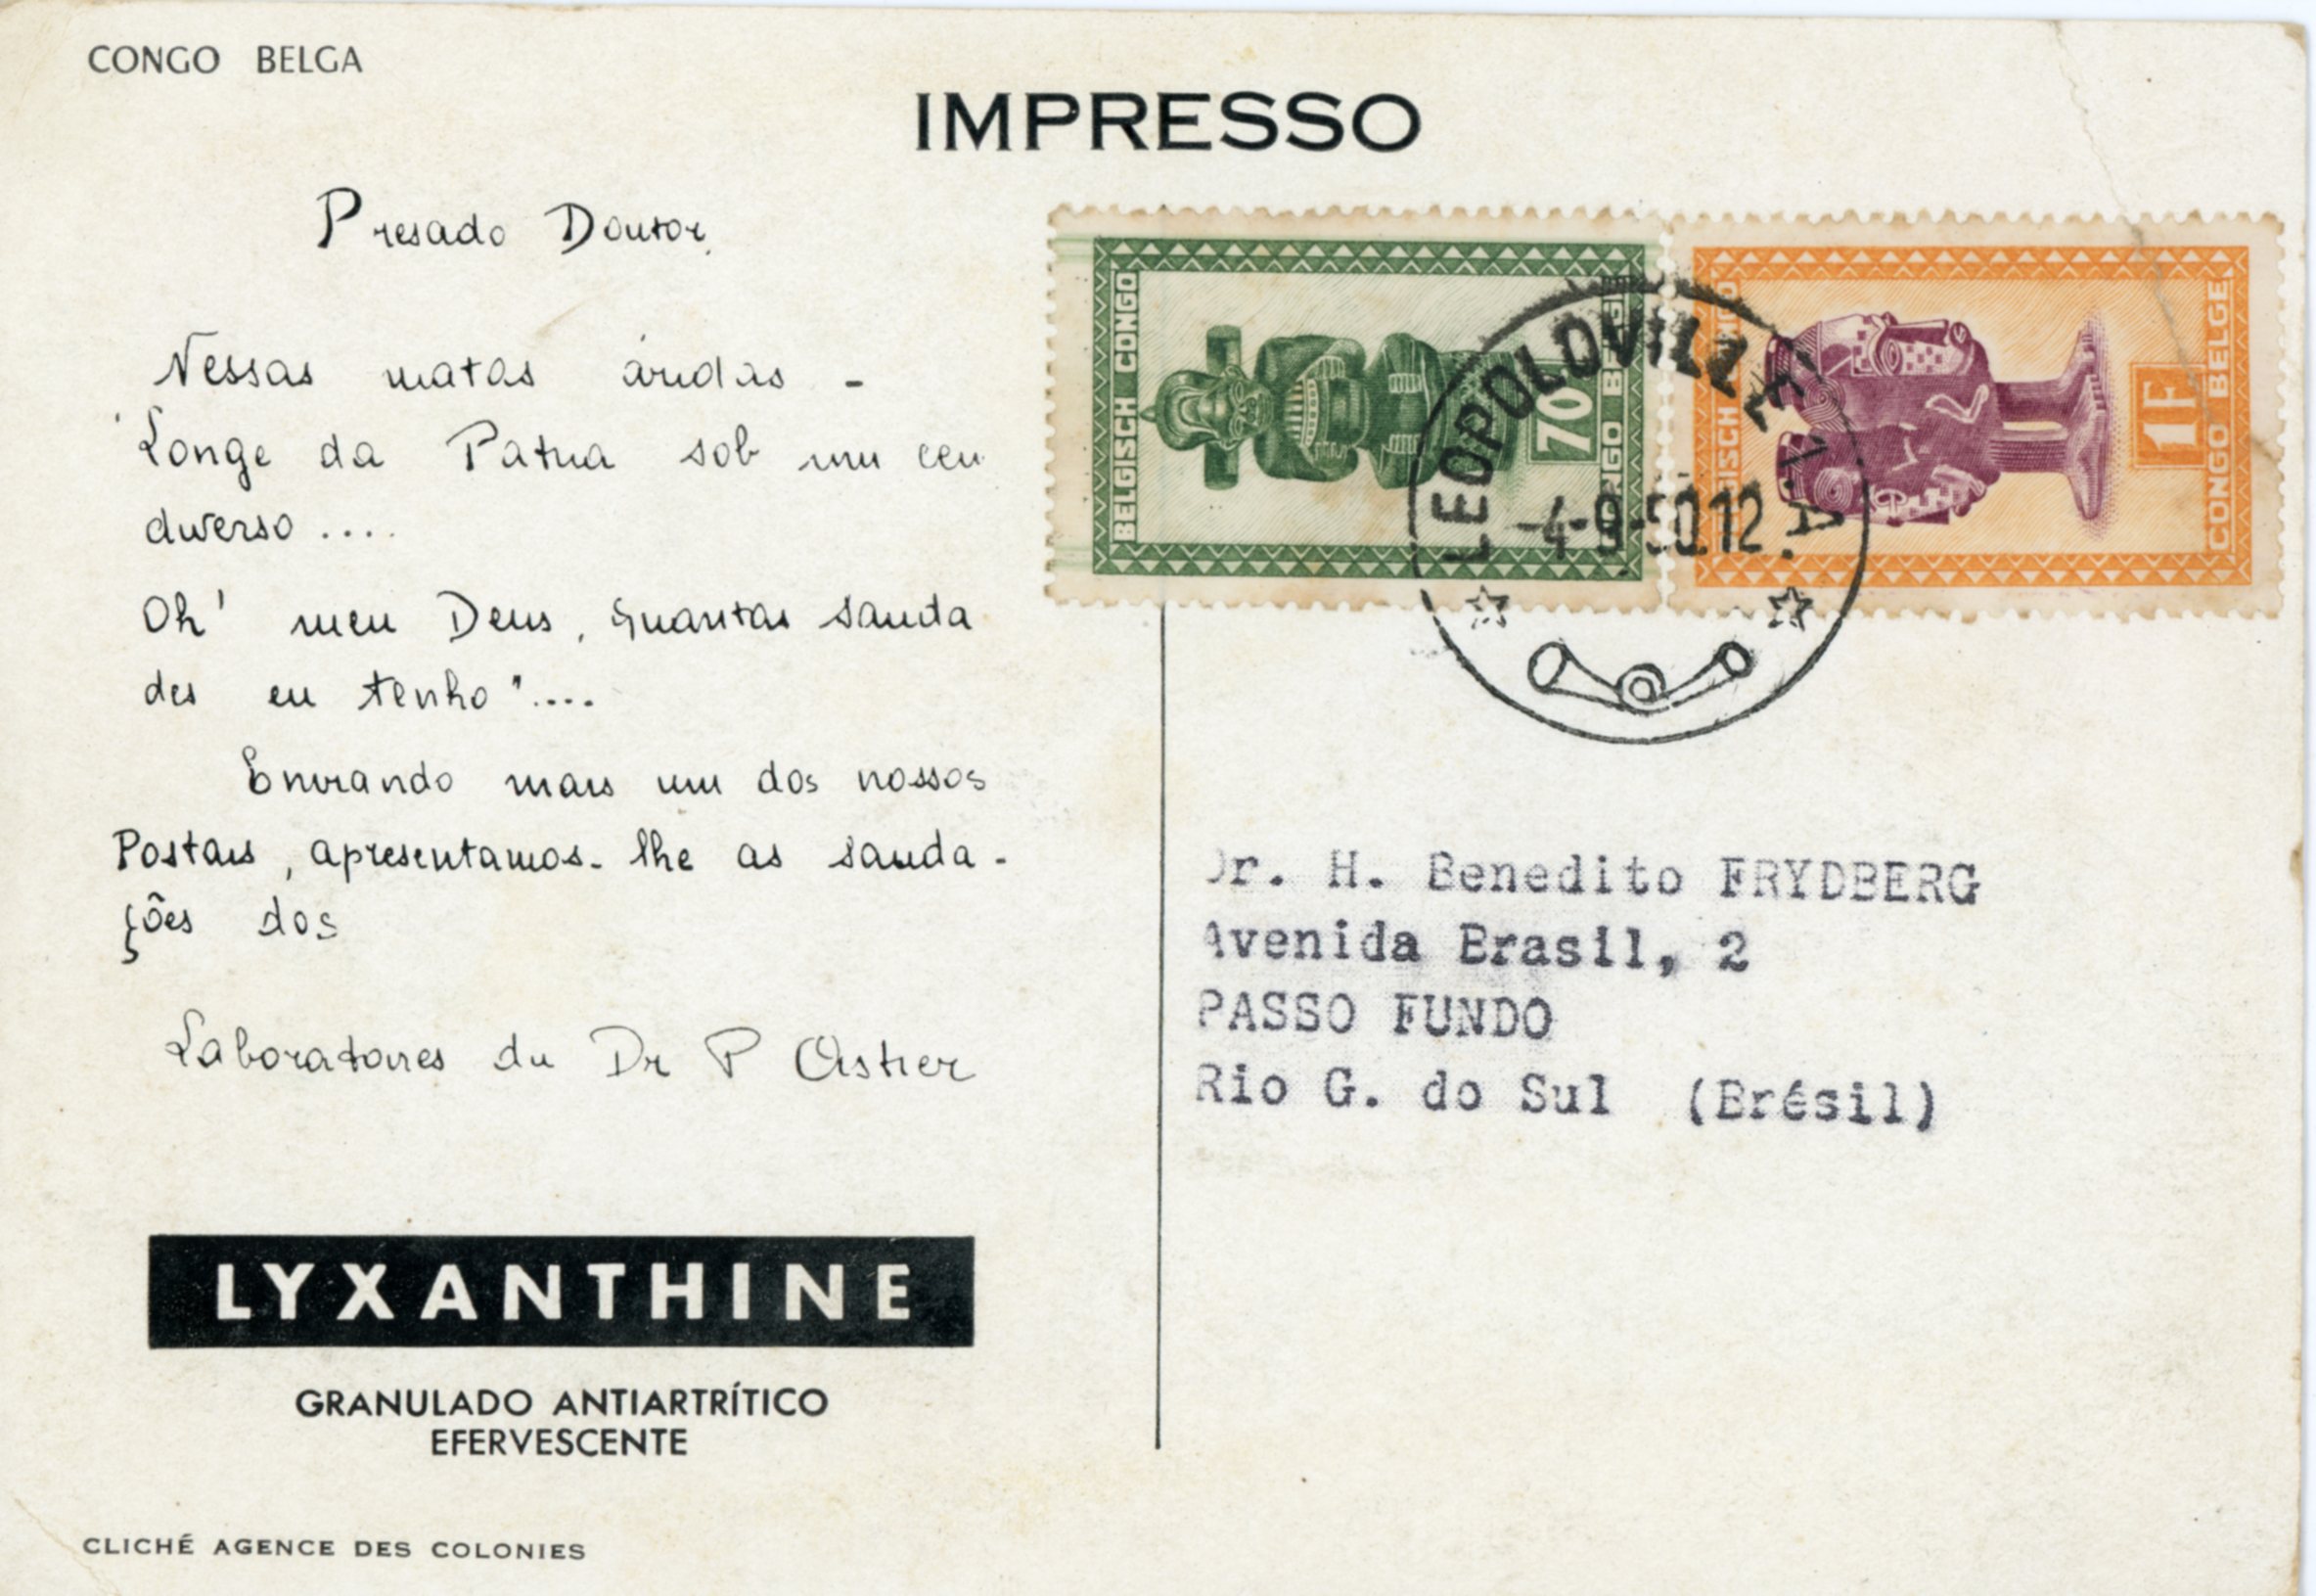 CONGO BELGA
IMPRESSO
Presado Doutor,
Nessas matas áridas -
Longe da Patria sob um ceu
diverso ....
Oh' meu Deus, quantas sauda
des eu tenho "....
Enviando mais um dos nossos
Postais, apresentamos-lhe as sauda-
ções dos
Laboratoires du Dr P Astier
LYXANTHINE
GRANULADO ANTIARTRÍTICO
EFERVESCENTE
CLICHÉ AGENCE DES COLONIES
BELGISCH CONGO
70
BELGISCH CONGO
1F
CONGO BELGE
LEOPOLDVILLE 1.A.
-4-9-50.12
Dr. H. Benedito FRYDBERG
Avenida Brasil, 2
PASSO FUNDO
Rio G. do Sul (Brésil)